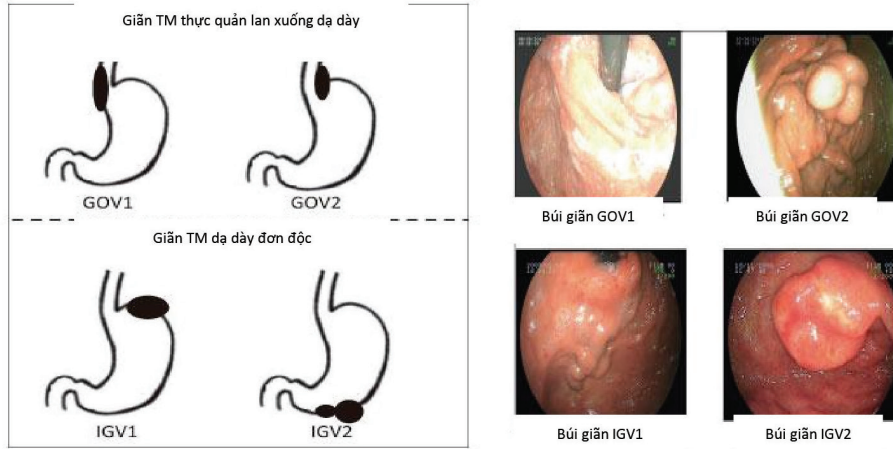 Giãn TM thực quản lan xuống dạ dày
GOV1
GOV2
Giãn TM dạ dày đơn độc
IGV1
IGV2
Búi giãn GOV1
Búi giãn GOV2
Búi giãn IGV1
Búi giãn IGV2